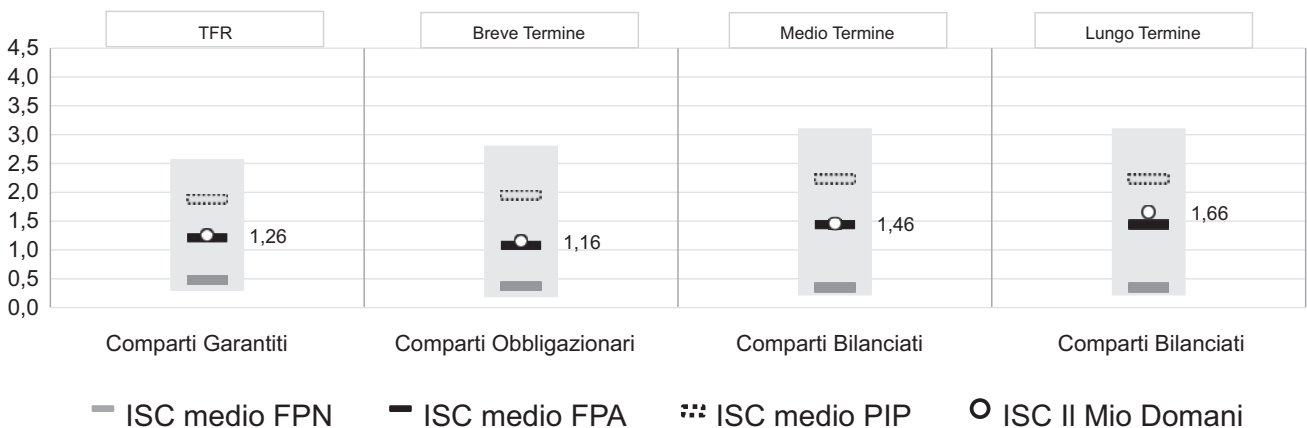 TFR Breve Termine Medio Termine Lungo Termine
4,5
4,0
3,5
3,0
2,5
2,0
1,5
1,0
0,5
0,0
1,26 1,16 1,46 1,66
Comparti Garantiti Comparti Obbligazionari Comparti Bilanciati Comparti Bilanciati
ISC medio FPN ISC medio FPA ISC medio PIP ISC Il Mio Domani